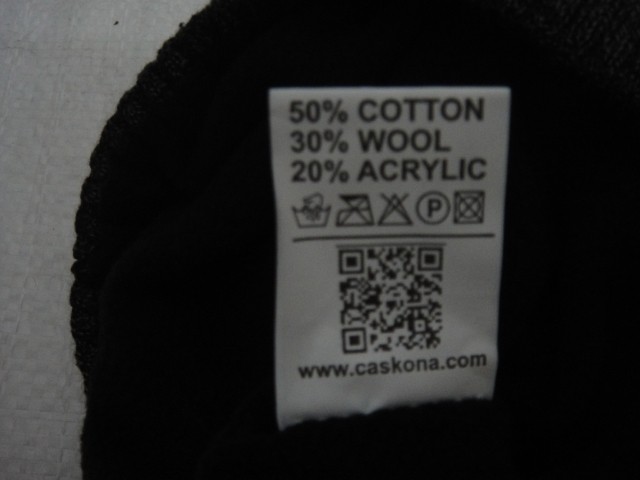 50% COTTON
30% WOOL
20% ACRYLIC
P
www.caskona.com